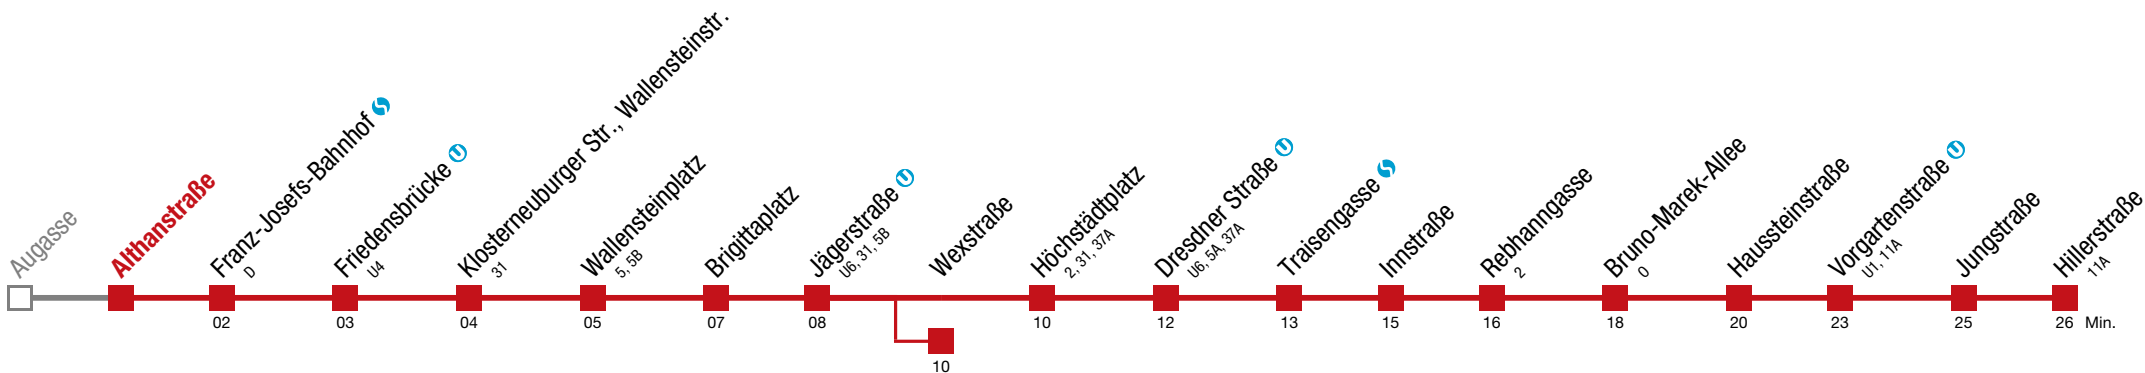 Augasse
Althanstraße
Franz-Josefs-Bahnhof S
D
Friedensbrücke U
U4
Klosterneuburger Str., Wallensteinstr.
31
Wallensteinplatz
5, 5B
Brigittaplatz
Jägerstraße U
U6, 31, 5B
Wexstraße
Höchstädtplatz
2, 31, 37A
Dresdner Straße U
U6, 5A, 37A
Traisengasse S
Innstraße
Rebhanngasse
2
Bruno-Marek-Allee
O
Haussteinstraße
Vorgartenstraße U
U1, 11A
Jungstraße
Hillerstraße
11A
02 03 04 05 07 08 10 12 13 15 16 18 20 23 25 26 Min.
10